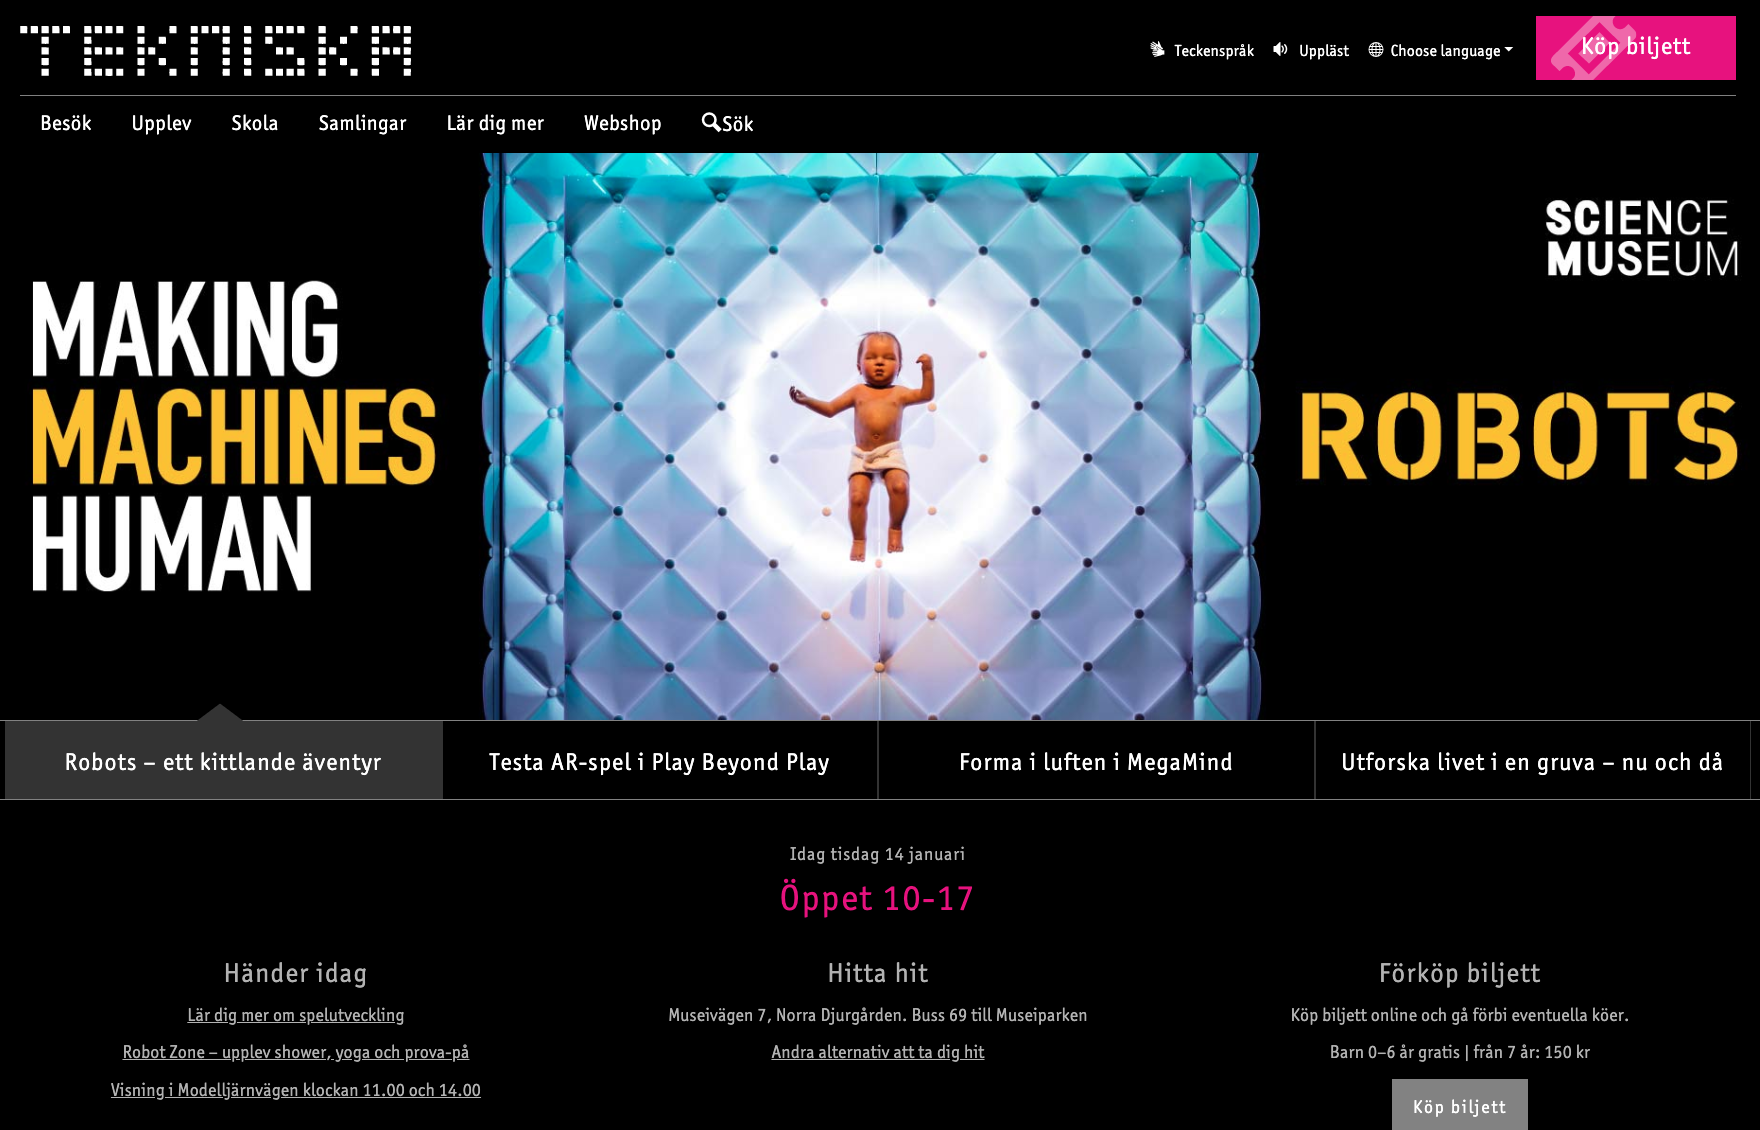 TEKNISKA
Teckenspråk Uppläst Choose language Köp biljett
Besök Upplev Skola Samlingar Lär dig mer Webshop Sök
SCIENCE
MUSEUM
MAKING
MACHINES
HUMAN
ROBOTS
Robots – ett kittlande äventyr
Testa AR-spel i Play Beyond Play
Forma i luften i MegaMind
Utforska livet i en gruva – nu och då
Idag tisdag 14 januari
Öppet 10-17
Händer idag
Lär dig mer om spelutveckling
Robot Zone – upplev shower, yoga och prova-på
Visning i Modelljärnvägen klockan 11.00 och 14.00
Hitta hit
Museivägen 7, Norra Djurgården. Buss 69 till Museiparken
Andra alternativ att ta dig hit
Förköp biljett
Köp biljett online och gå förbi eventuella köer.
Barn 0–6 år gratis | från 7 år: 150 kr
Köp biljett